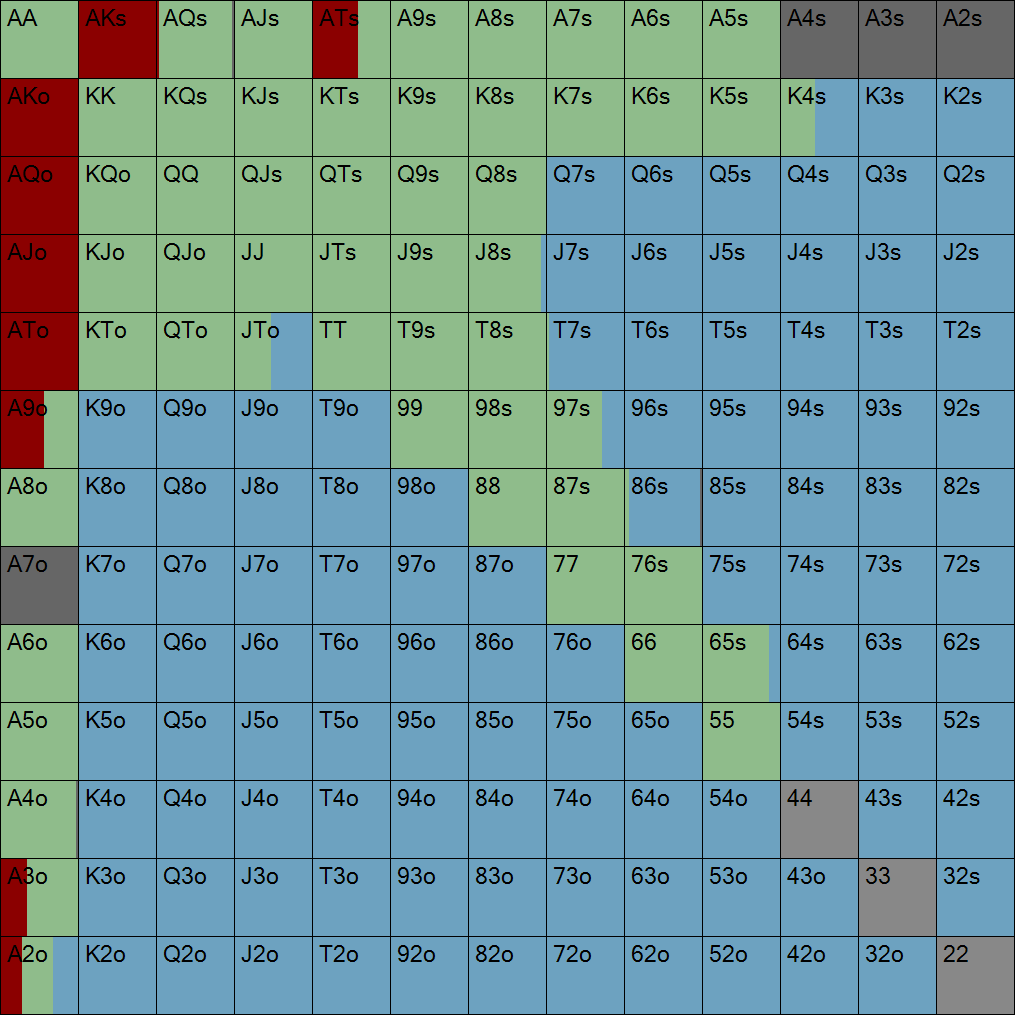 AA AKs AQs AJs ATs A9s A8s A7s A6s A5s A4s A3s A2s
AKo KK KQs KJs KTs K9s K8s K7s K6s K5s K4s K3s K2s
AQo KQo QQ QJs QTs Q9s Q8s Q7s Q6s Q5s Q4s Q3s Q2s
AJo KJo QJo JJ JTs J9s J8s J7s J6s J5s J4s J3s J2s
ATo KTo QTo JTo TT T9s T8s T7s T6s T5s T4s T3s T2s
A9o K9o Q9o J9o T9o 99 98s 97s 96s 95s 94s 93s 92s
A8o K8o Q8o J8o T8o 98o 88 87s 86s 85s 84s 83s 82s
A7o K7o Q7o J7o T7o 97o 87o 77 76s 75s 74s 73s 72s
A6o K6o Q6o J6o T6o 96o 86o 76o 66 65s 64s 63s 62s
A5o K5o Q5o J5o T5o 95o 85o 75o 65o 55 54s 53s 52s
A4o K4o Q4o J4o T4o 94o 84o 74o 64o 54o 44 43s 42s
A3o K3o Q3o J3o T3o 93o 83o 73o 63o 53o 43o 33 32s
A2o K2o Q2o J2o T2o 92o 82o 72o 62o 52o 42o 32o 22